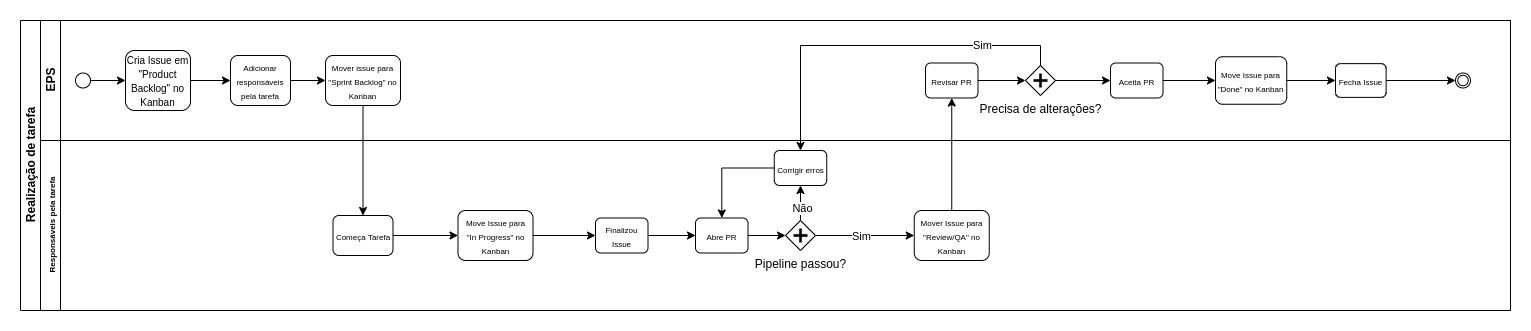 Realização de tarefa
EPS
Cria Issue em
"Product
Backlog" no
Kanban
Adicionar
responsáveis
pela tarefa
Mover issue para
"Sprint Backlog" no
Kanban
Sim
Revisar PR
Precisa de alterações?
Aceita PR
Move Issue para
"Done" no Kanban
Fecha Issue
Responsáveis pela tarefa
Começa Tarefa
Move Issue para
"In Progress" no
Kanban
Finalizou
Issue
Abre PR
Corrigir erros
Não
Pipeline passou?
Sim
Mover Issue para
"Review/QA" no
Kanban